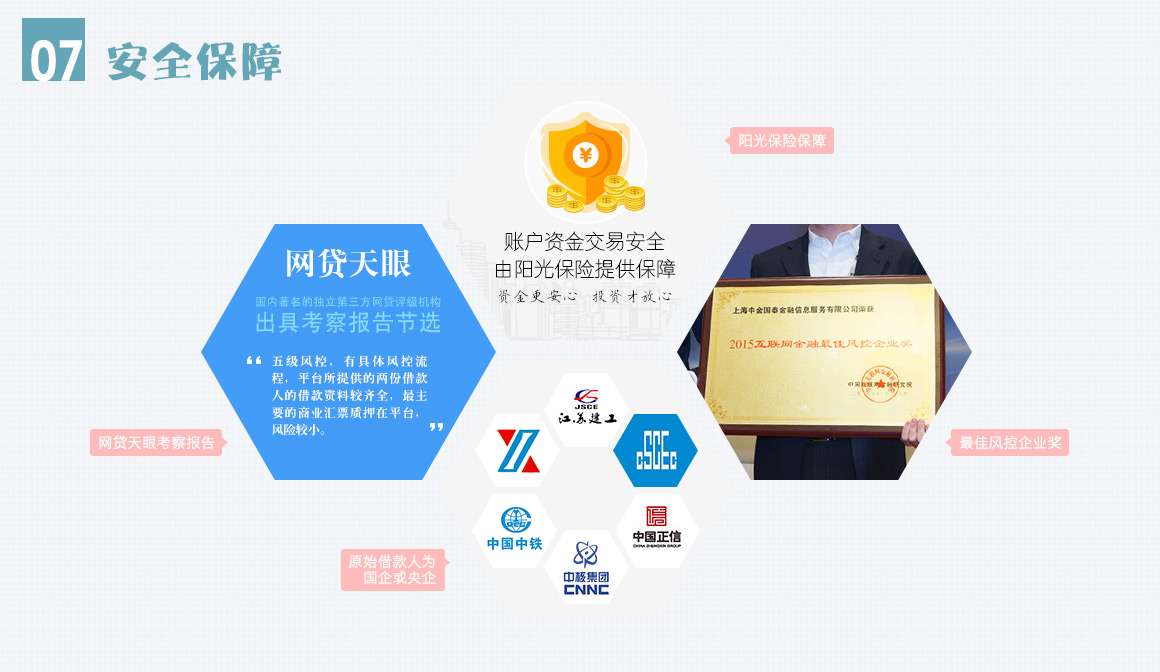 07 安全保障
阳光保险保障
账户资金交易安全
由阳光保险提供保障
资金更安心 投资才放心
网贷天眼
国内著名的独立第三方网贷评级机构
出具考察报告节选
“ 五级风控，有具体风控流
程，平台所提供的两份借款
人的借款资料较齐全，最主
要的商业汇票质押在平台，
风险较小。 ”
网贷天眼考察报告
上海中金国泰金融信息服务有限公司荣获
2015互联网金融最佳风控企业奖
最佳风控企业奖
JSCE
江苏建工
CSCEC
CREC
中国中铁
中国正信
CHINA ZHENGXIN GROUP
中核集团
CNNC
原始借款人为
国企或央企